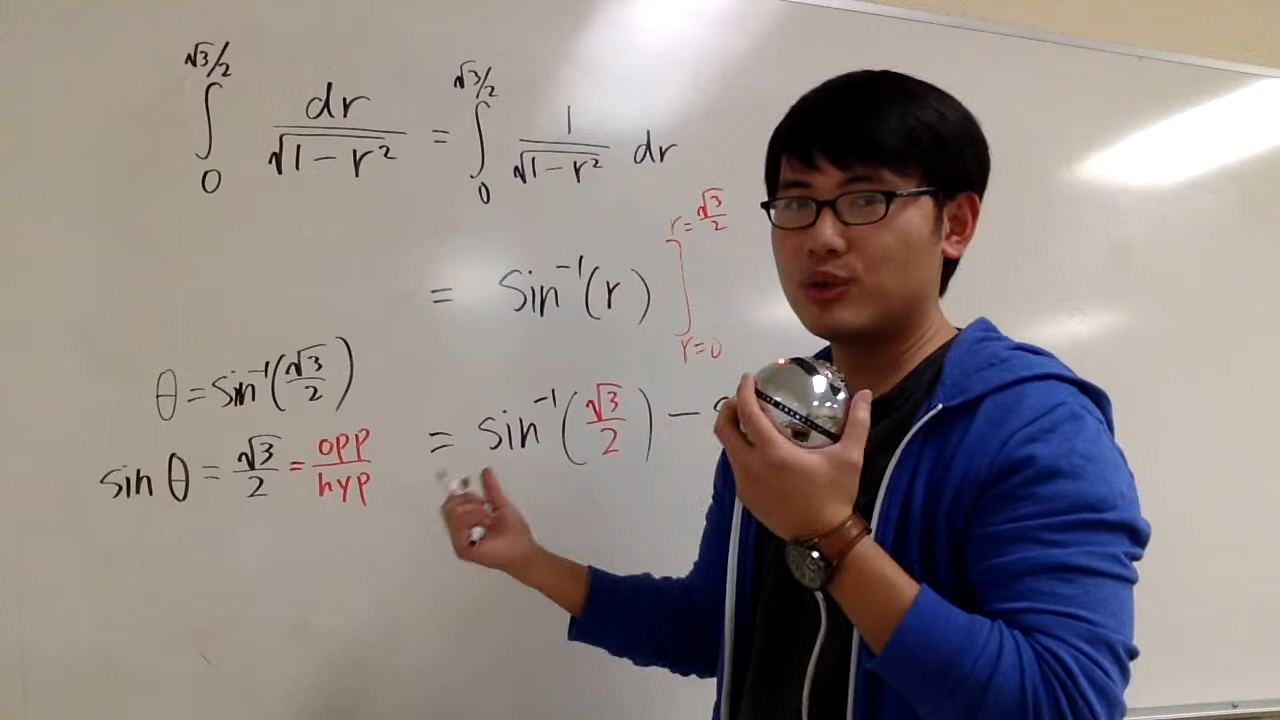 ∫₀^(√3/2) dr/√(1-r²) = ∫₀^(√3/2) 1/√(1-r²) dr
= Sin⁻¹(r) ]_(r=0)^(r=√3/2)
= sin⁻¹(√3/2) -
θ = sin⁻¹(√3/2)
sin θ = √3/2 = opp/hyp